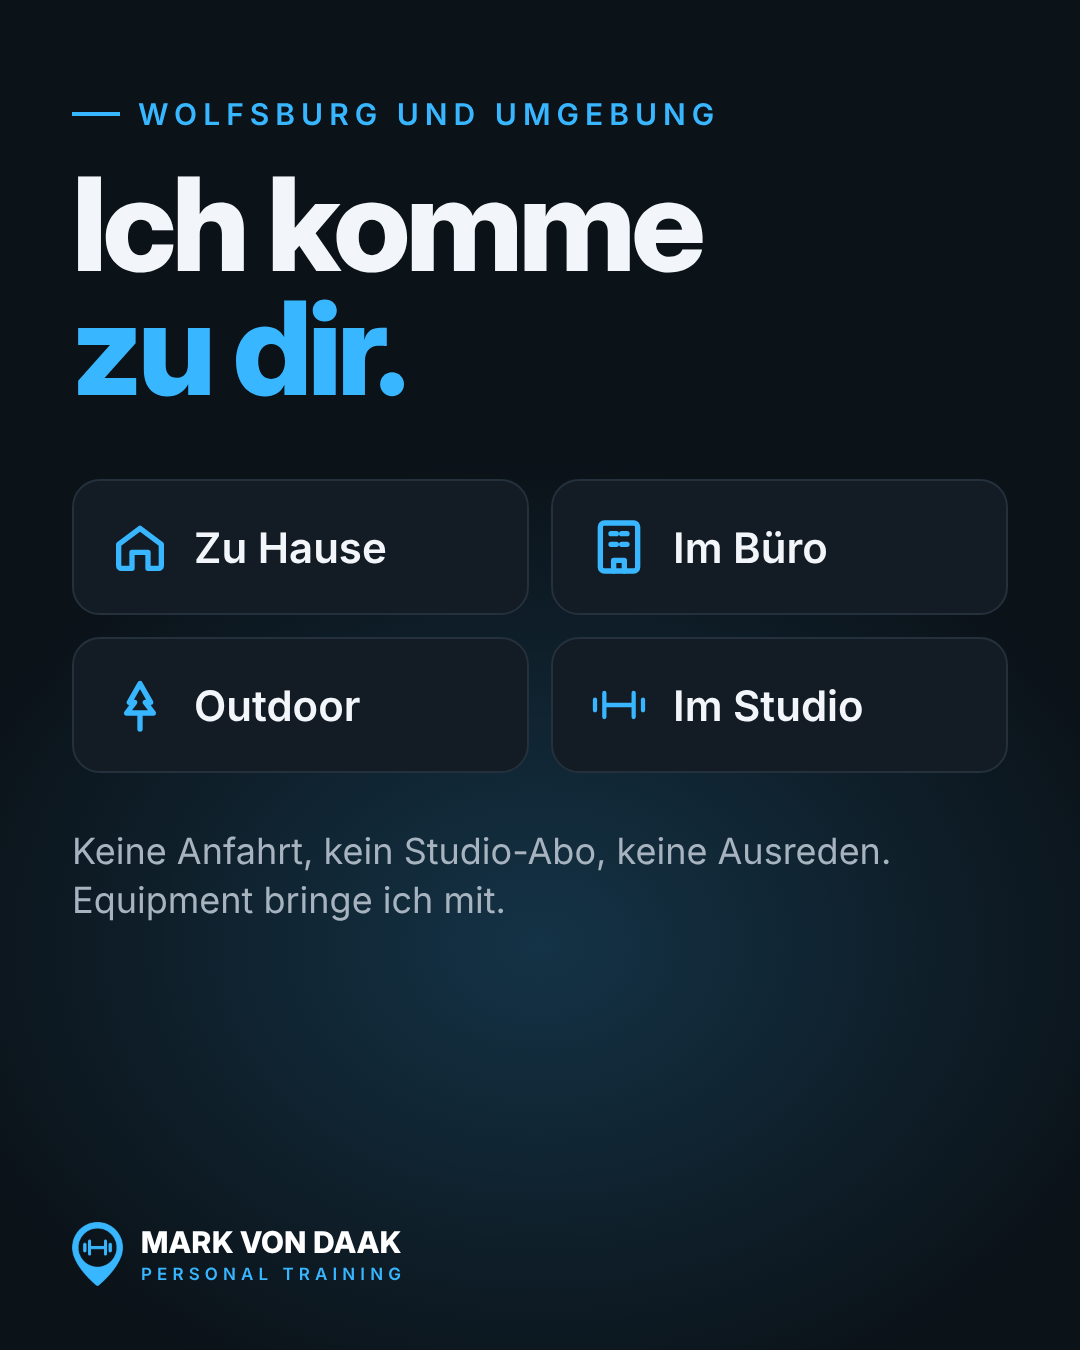 WOLFSBURG UND UMGEBUNG
Ich komme
zu dir.
Zu Hause
Im Büro
Outdoor
Im Studio
Keine Anfahrt, kein Studio-Abo, keine Ausreden.
Equipment bringe ich mit.
MARK VON DAAK
PERSONAL TRAINING